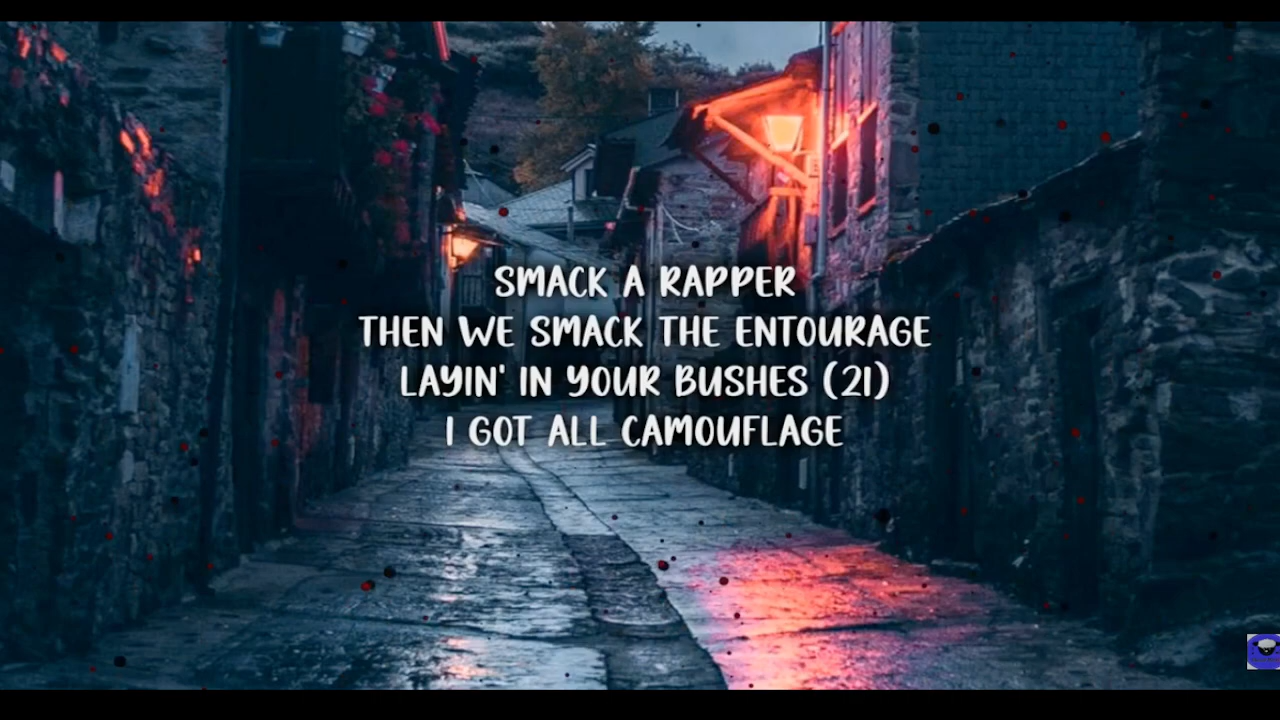 SMACK A RAPPER
THEN WE SMACK THE ENTOURAGE
LAYIN' IN YOUR BUSHES (21)
I GOT ALL CAMOUFLAGE